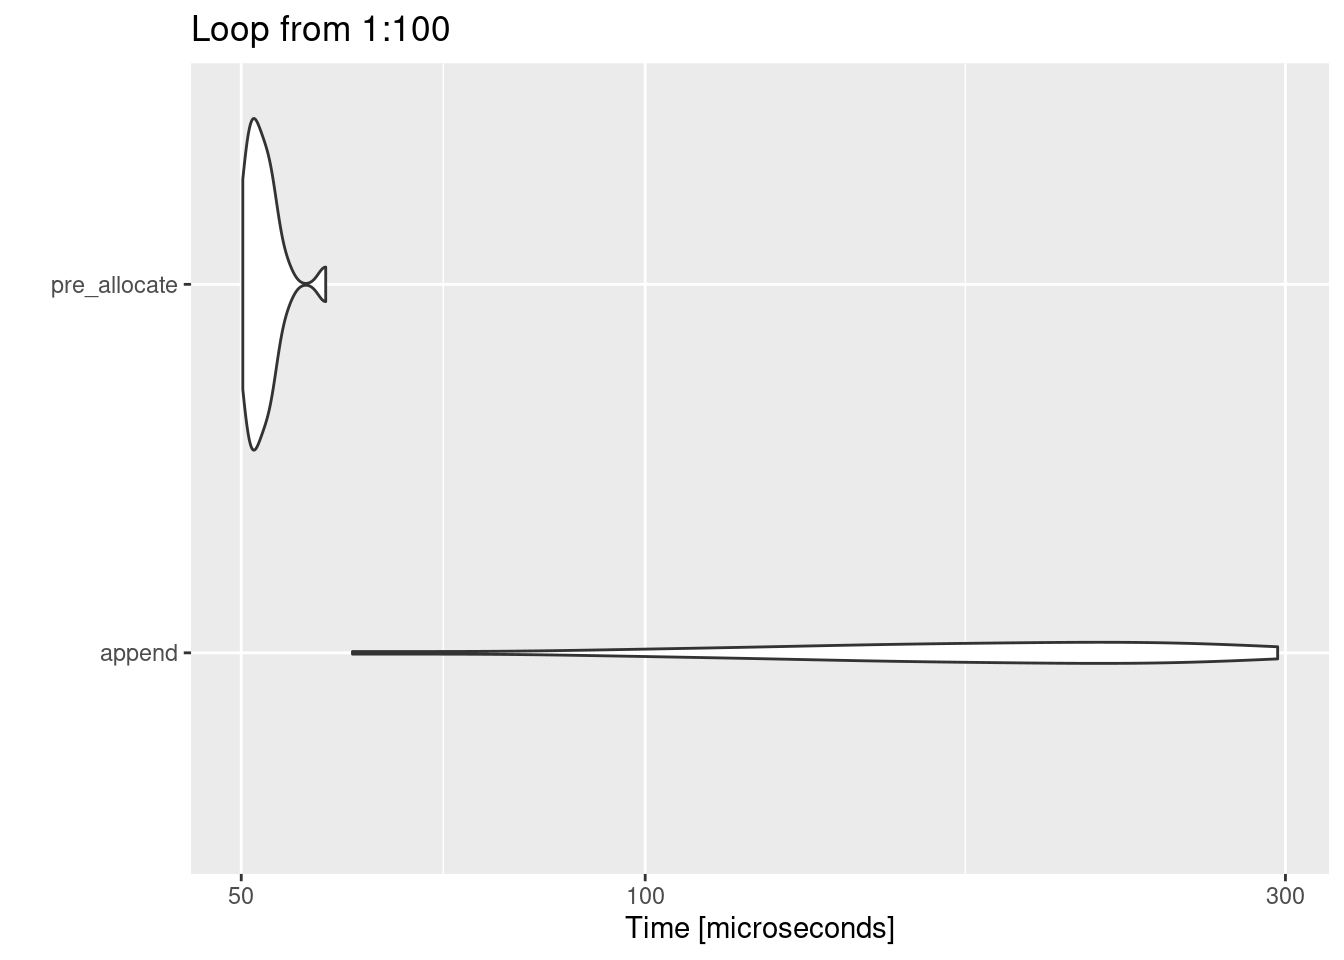 Loop from 1:100
pre_allocate
append
50
100
300
Time [microseconds]